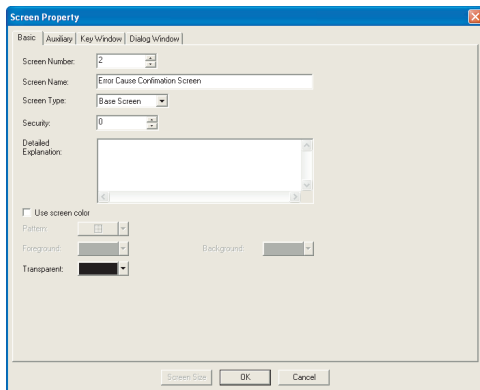 Screen Property
Basic Auxiliary Key Window Dialog Window
Screen Number: 2
Screen Name: Error Cause Confimation Screen
Screen Type: Base Screen
Security: 0
Detailed
Explanation:
Use screen color
Pattern:
Foreground: Background:
Transparent:
Screen Size OK Cancel